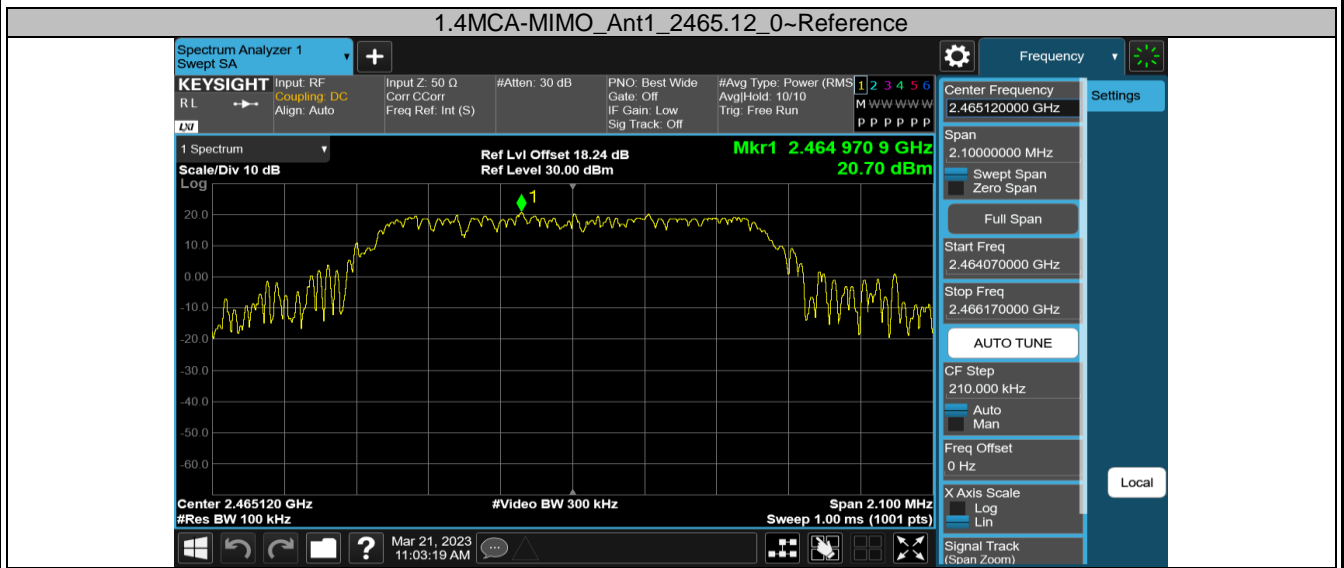 1.4MCA-MIMO_Ant1_2465.12_0~Reference
Spectrum Analyzer 1
Swept SA
Frequency
KEYSIGHT
R L
LXI
Input: RF
Coupling: DC
Align: Auto
Input Z: 50 Ω
Corr CCorr
Freq Ref: Int (S)
#Atten: 30 dB
PNO: Best Wide
Gate: Off
IF Gain: Low
Sig Track: Off
#Avg Type: Power (RMS
Avg|Hold: 10/10
Trig: Free Run
1 2 3 4 5 6
M W W W W W
P P P P P P
1 Spectrum
Scale/Div 10 dB
Ref Lvl Offset 18.24 dB
Ref Level 30.00 dBm
Mkr1 2.464 970 9 GHz
20.70 dBm
Log
1
20.0
10.0
0.00
-10.0
-20.0
-30.0
-40.0
-50.0
-60.0
Center 2.465120 GHz
#Video BW 300 kHz
Span 2.100 MHz
#Res BW 100 kHz
Sweep 1.00 ms (1001 pts)
Center Frequency
2.465120000 GHz
Settings
Span
2.10000000 MHz
Swept Span
Zero Span
Full Span
Start Freq
2.464070000 GHz
Stop Freq
2.466170000 GHz
AUTO TUNE
CF Step
210.000 kHz
Auto
Man
Freq Offset
0 Hz
X Axis Scale
Log
Lin
Local
Signal Track
(Span Zoom)
?
Mar 21, 2023
11:03:19 AM